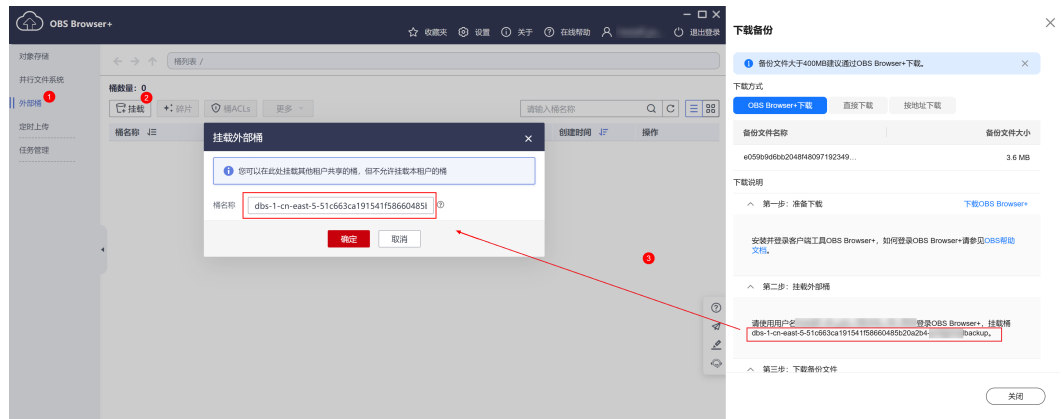 OBS Browser+
收藏夹 设置 关于 在线帮助 退出登录
对象存储
并行文件系统
外部桶 1
定时上传
任务管理
桶列表 /
桶数量：0
2
挂载 碎片 桶ACLs 更多
请输入桶名称
桶名称 创建时间 操作
挂载外部桶
您可以在此处挂载其他租户共享的桶，但不允许挂载本租户的桶
桶名称 dbs-1-cn-east-5-51c663ca191541f58660485
确定 取消
3
下载备份
备份文件大于400MB建议通过OBS Browser+下载。
下载方式
OBS Browser+下载 直接下载 按地址下载
备份文件名称 备份文件大小
e059b9d6bb2048f48097192349... 3.6 MB
下载说明
第一步：准备下载 下载OBS Browser+
安装并登录客户端工具OBS Browser+，如何登录OBS Browser+请参见OBS帮助
文档。
第二步：挂载外部桶
请使用用户名 登录OBS Browser+，挂载桶
dbs-1-cn-east-5-51c663ca191541f58660485b20a2b4- backup。
第三步：下载备份文件
关闭